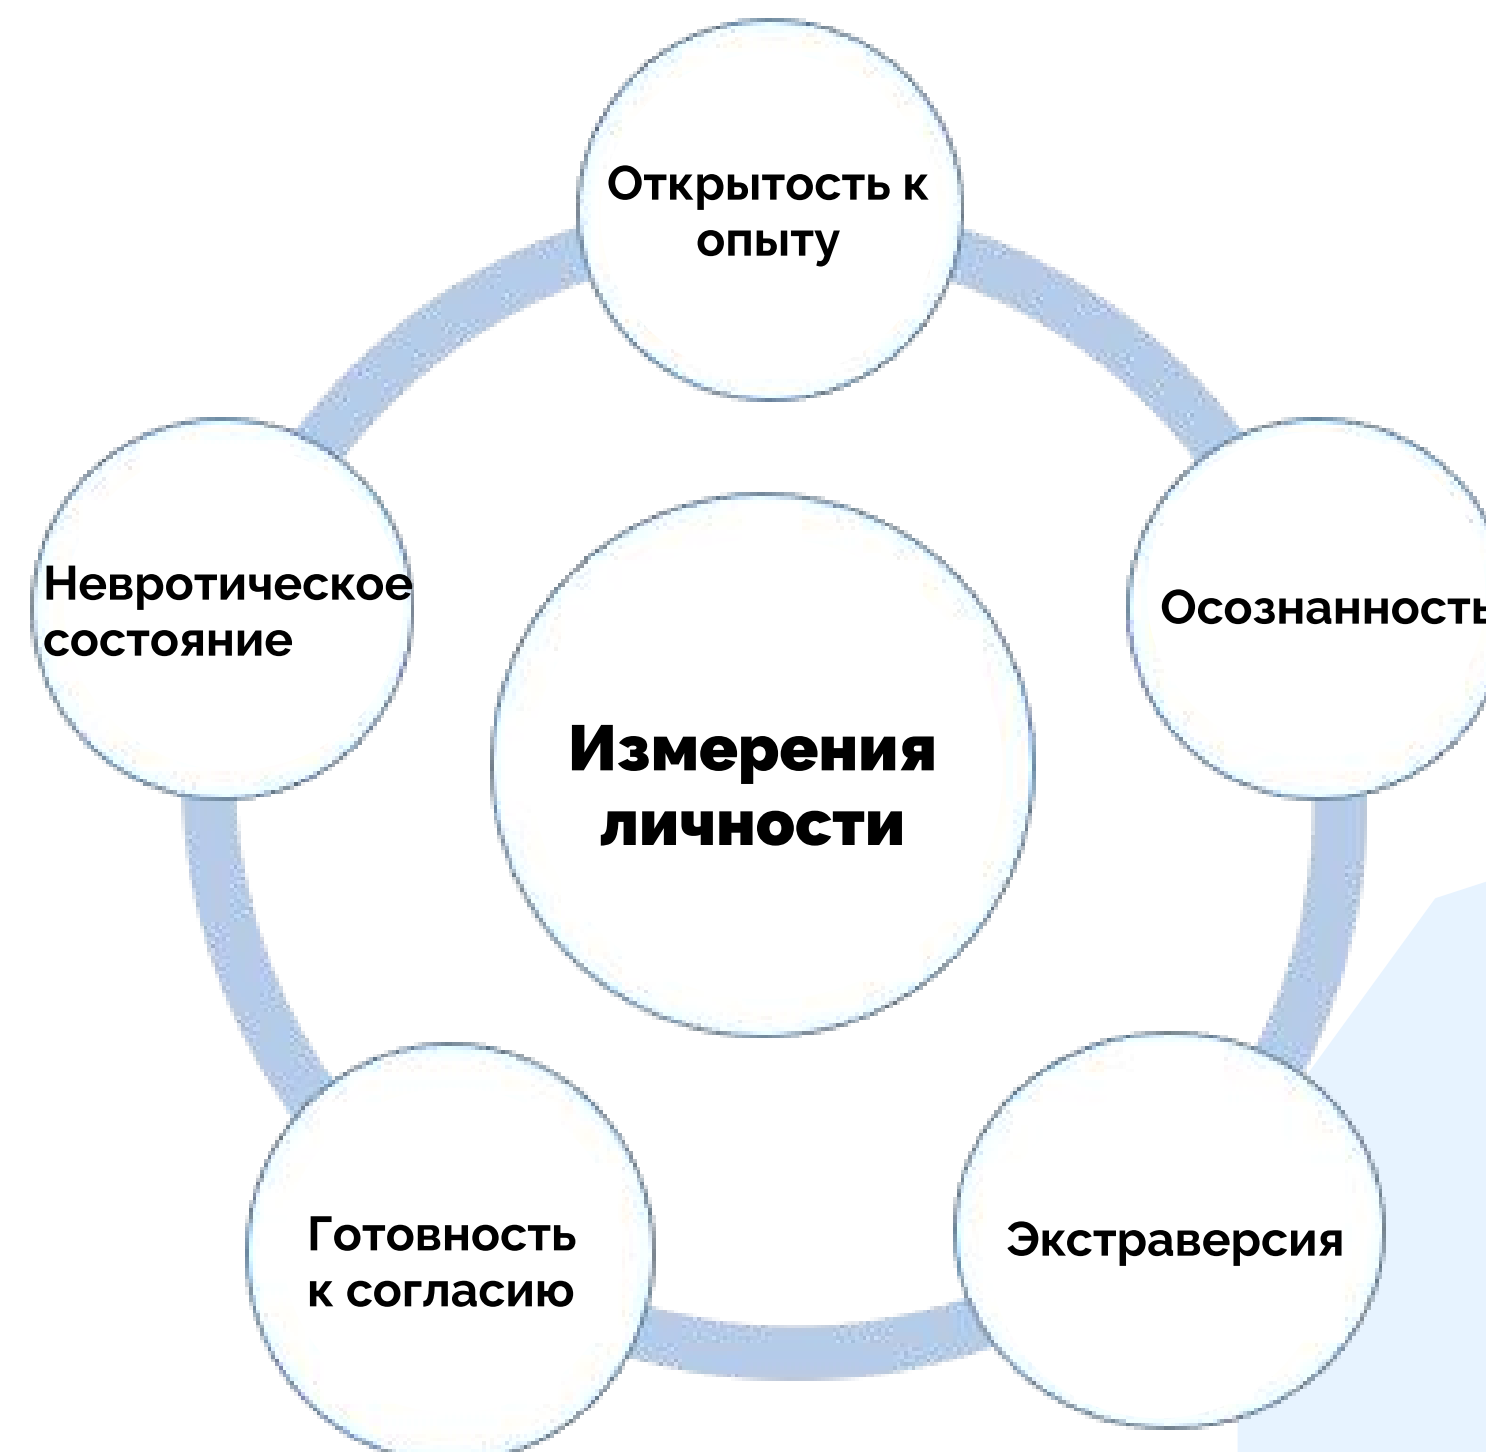 Открытость к
опыту
Невротическое
состояние
Осознанность
Измерения
личности
Готовность
к согласию
Экстраверсия